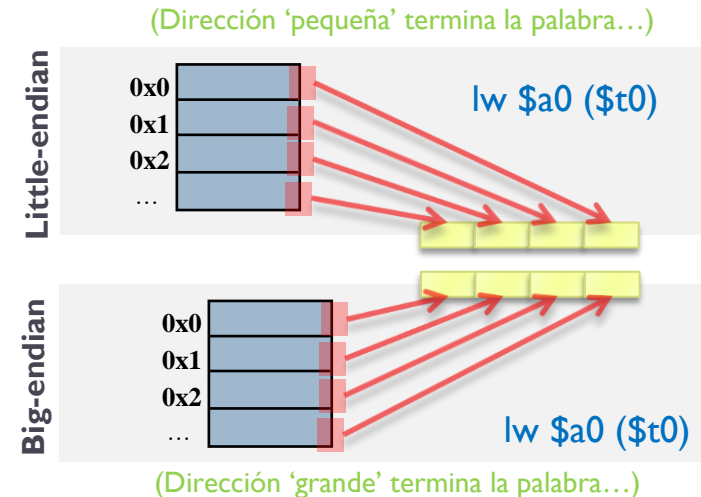 (Dirección ‘pequeña’ termina la palabra…)
Little-endian
0x0
0x1
0x2
…
lw $a0 ($t0)
Big-endian
0x0
0x1
0x2
…
lw $a0 ($t0)
(Dirección ‘grande’ termina la palabra…)